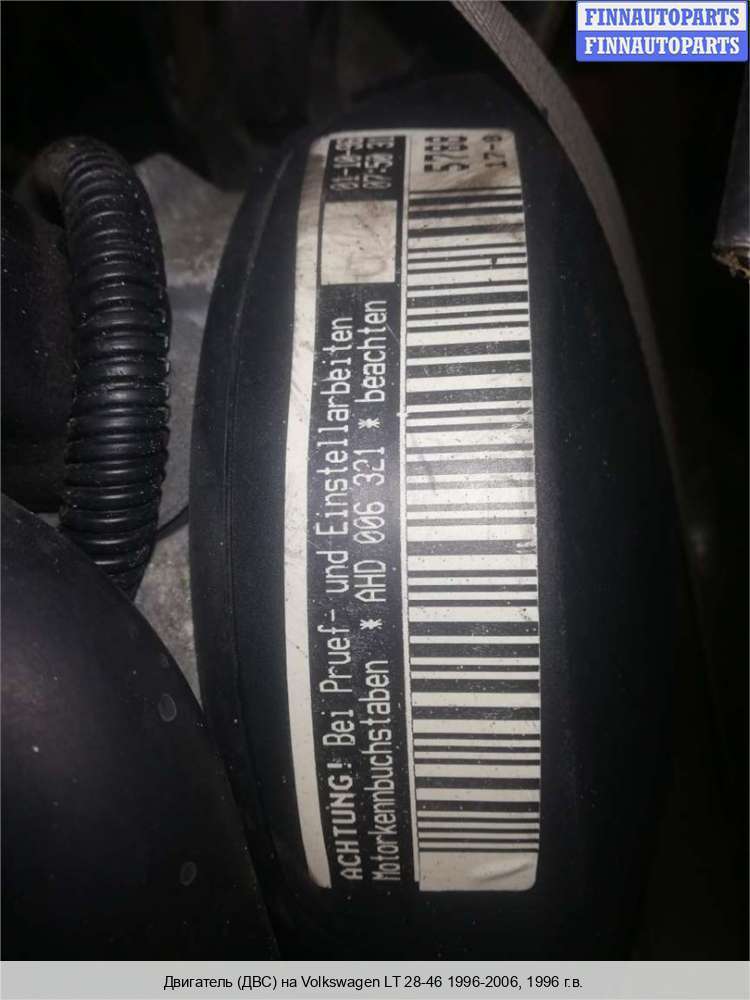 FINNAUTOPARTS
FINNAUTOPARTS
ACHTUNG! Bei Pruef- und Einstellarbeiten
Motorkennbuchstaben * AHD 006 321 * beachten
Двигатель (ДВС) на Volkswagen LT 28-46 1996-2006, 1996 г.в.